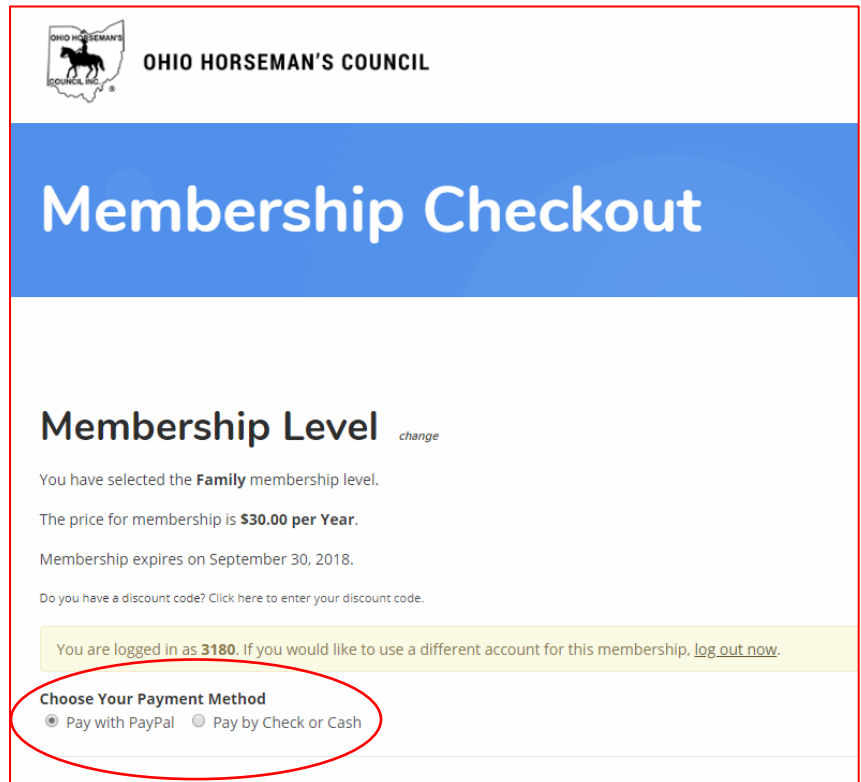 OHIO HORSEMAN'S
COUNCIL INC.
®
OHIO HORSEMAN'S COUNCIL
Membership Checkout
Membership Level change
You have selected the Family membership level.
The price for membership is $30.00 per Year.
Membership expires on September 30, 2018.
Do you have a discount code? Click here to enter your discount code.
You are logged in as 3180. If you would like to use a different account for this membership, log out now.
Choose Your Payment Method
Pay with PayPal Pay by Check or Cash